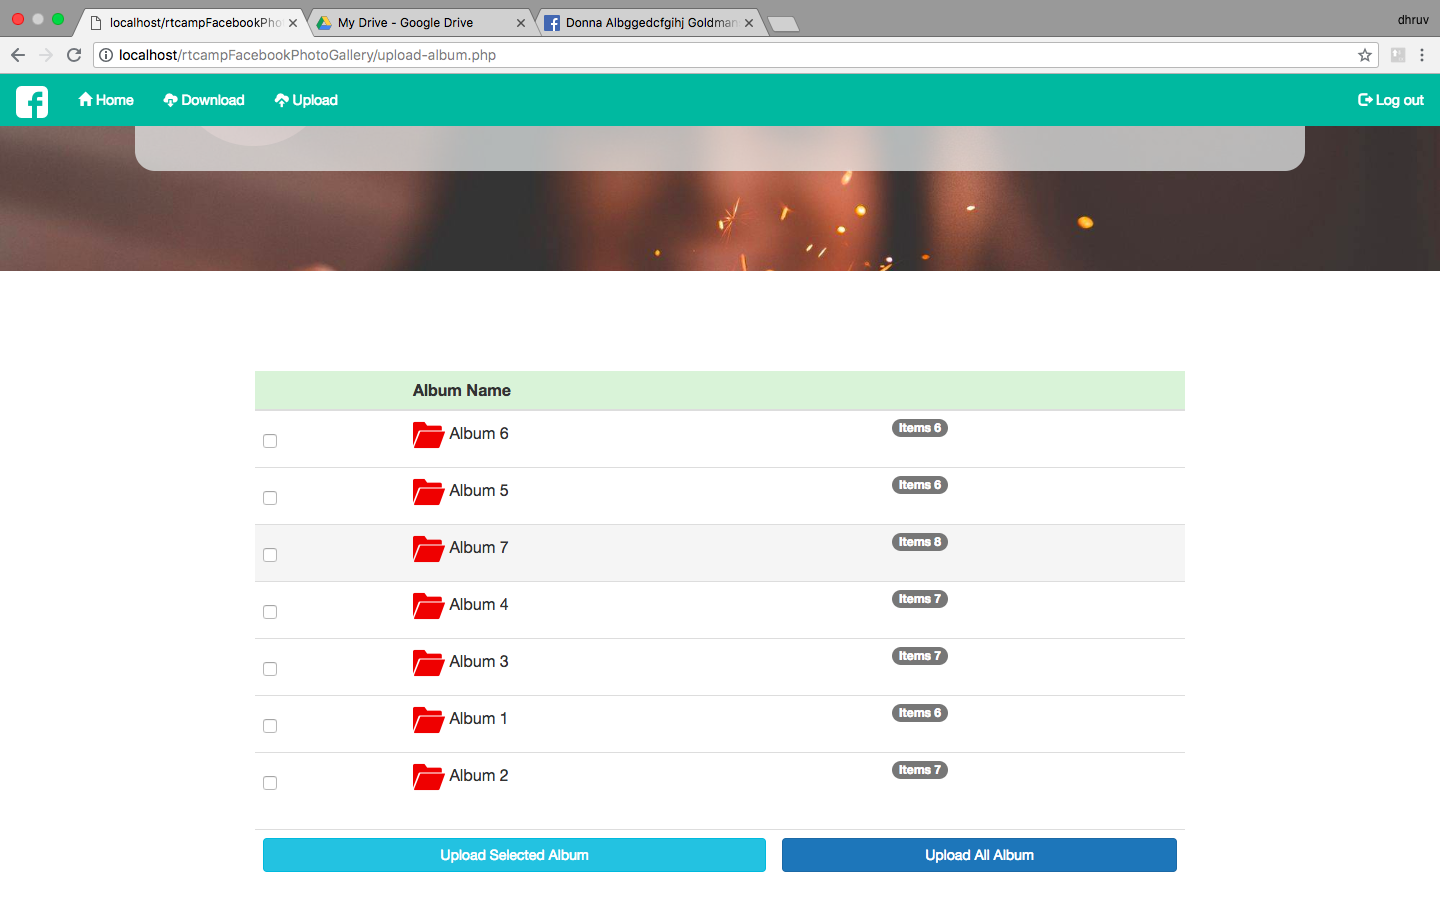 localhost/rtcampFacebookPho
My Drive - Google Drive
Donna Albggedcfgihj Goldman
dhruv
localhost/rtcampFacebookPhotoGallery/upload-album.php
Home
Download
Upload
Log out
Album Name
Album 6
Items 6
Album 5
Items 6
Album 7
Items 8
Album 4
Items 7
Album 3
Items 7
Album 1
Items 6
Album 2
Items 7
Upload Selected Album
Upload All Album